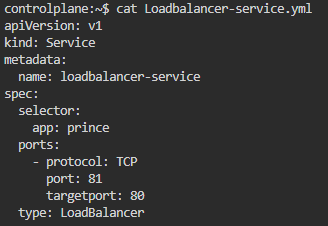 controlplane:~$ cat Loadbalancer-service.yml
apiVersion: v1
kind: Service
metadata:
  name: loadbalancer-service
spec:
  selector:
    app: prince
  ports:
    - protocol: TCP
      port: 81
      targetport: 80
  type: LoadBalancer